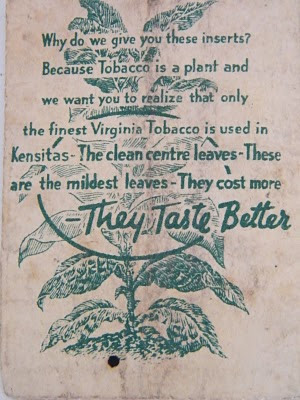 Why do we give you these inserts?
Because Tobacco is a plant and
we want you to realize that only
the finest Virginia Tobacco is used in
Kensitas - The clean centre leaves - These
are the mildest leaves - They cost more
- They Taste Better